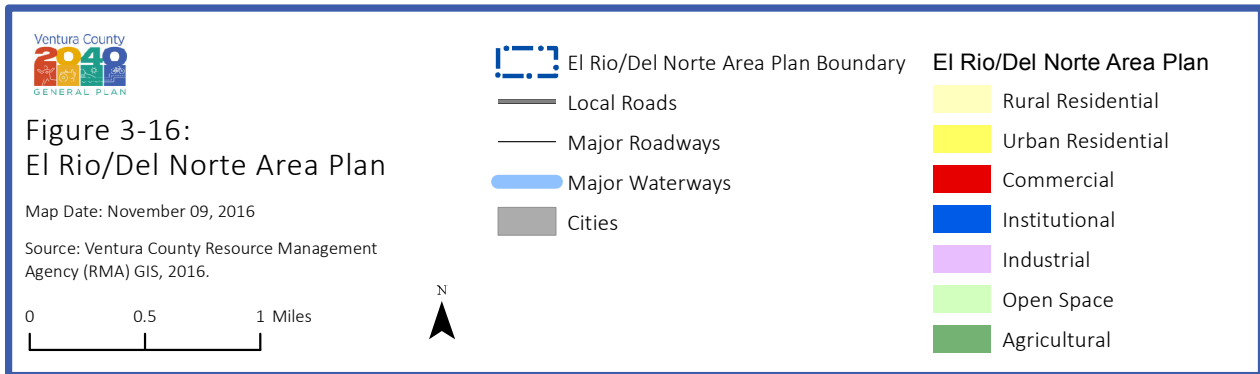 Ventura County
2040
GENERAL PLAN
Figure 3-16:
El Rio/Del Norte Area Plan
Map Date: November 09, 2016
Source: Ventura County Resource Management
Agency (RMA) GIS, 2016.
0 0.5 1 Miles
N
El Rio/Del Norte Area Plan Boundary
Local Roads
Major Roadways
Major Waterways
Cities
El Rio/Del Norte Area Plan
Rural Residential
Urban Residential
Commercial
Institutional
Industrial
Open Space
Agricultural